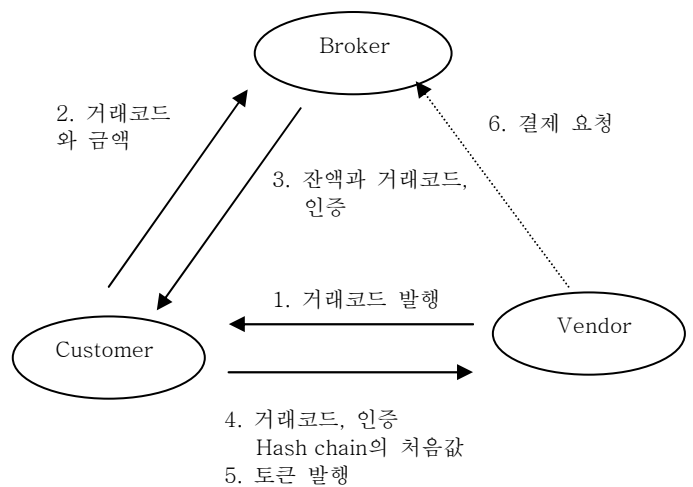 Broker
2. 거래코드
와 금액
6. 결제 요청
3. 잔액과 거래코드,
인증
1. 거래코드 발행
Customer
Vendor
4. 거래코드, 인증
Hash chain의 처음값
5. 토큰 발행